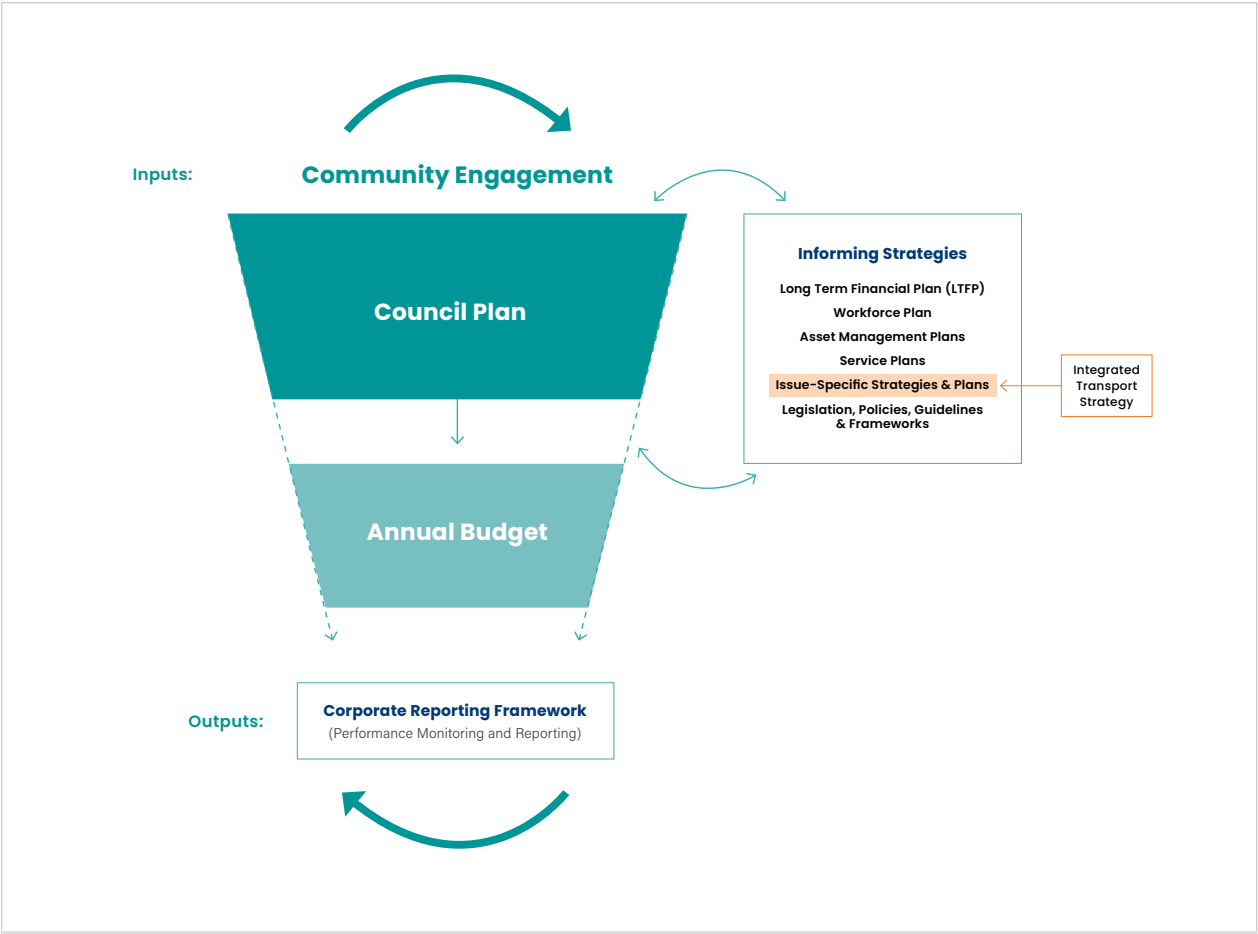 Inputs:
Community Engagement
Council Plan
Annual Budget
Informing Strategies
Long Term Financial Plan (LTFP)
Workforce Plan
Asset Management Plans
Service Plans
Issue-Specific Strategies & Plans
Legislation, Policies, Guidelines
& Frameworks
Integrated
Transport
Strategy
Outputs:
Corporate Reporting Framework
(Performance Monitoring and Reporting)